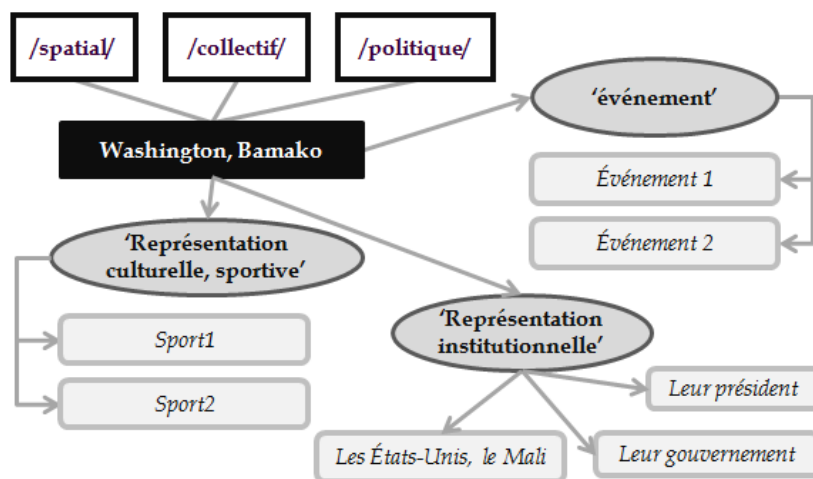 /spatial/
/collectif/
/politique/
‘événement’
Washington, Bamako
Événement 1
Événement 2
‘Représentation
culturelle, sportive’
Sport1
Sport2
‘Représentation
institutionnelle’
Leur président
Les États-Unis, le Mali
Leur gouvernement